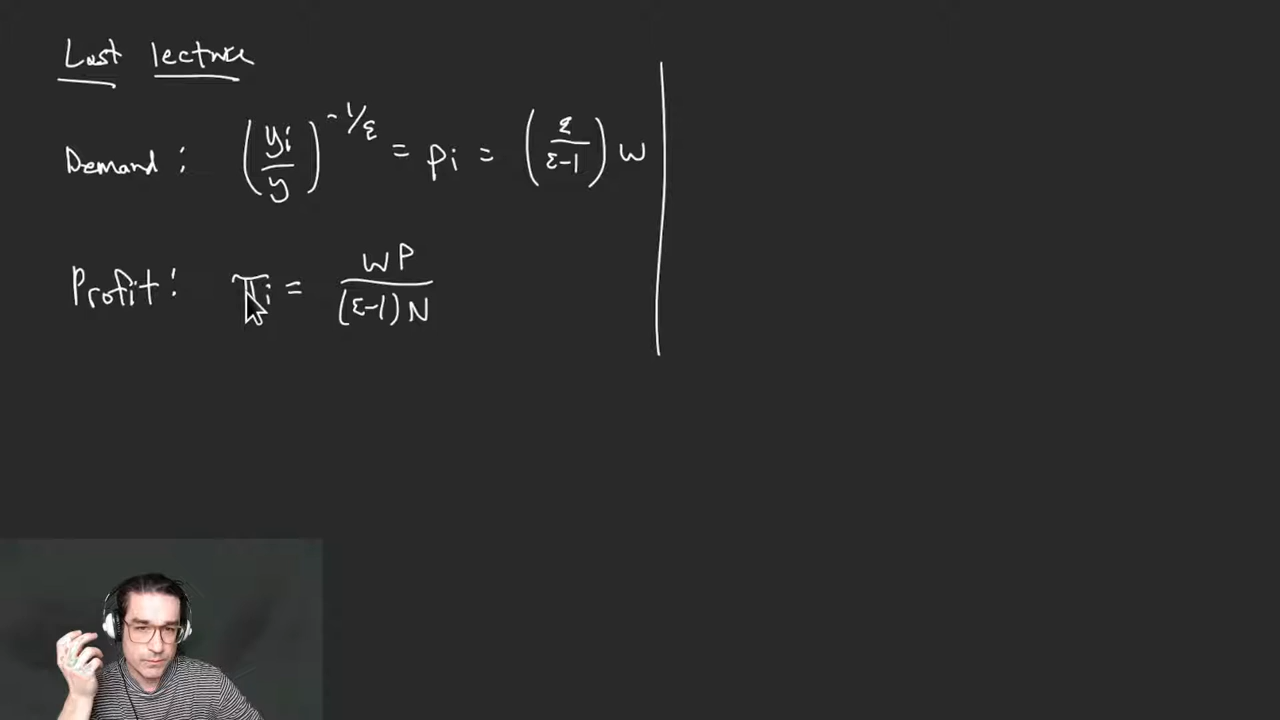 Last lecture
Demand: (yi/y)^-1/ε = pi = (ε/ε-1) w
Profit: πi = wP/(ε-1)N